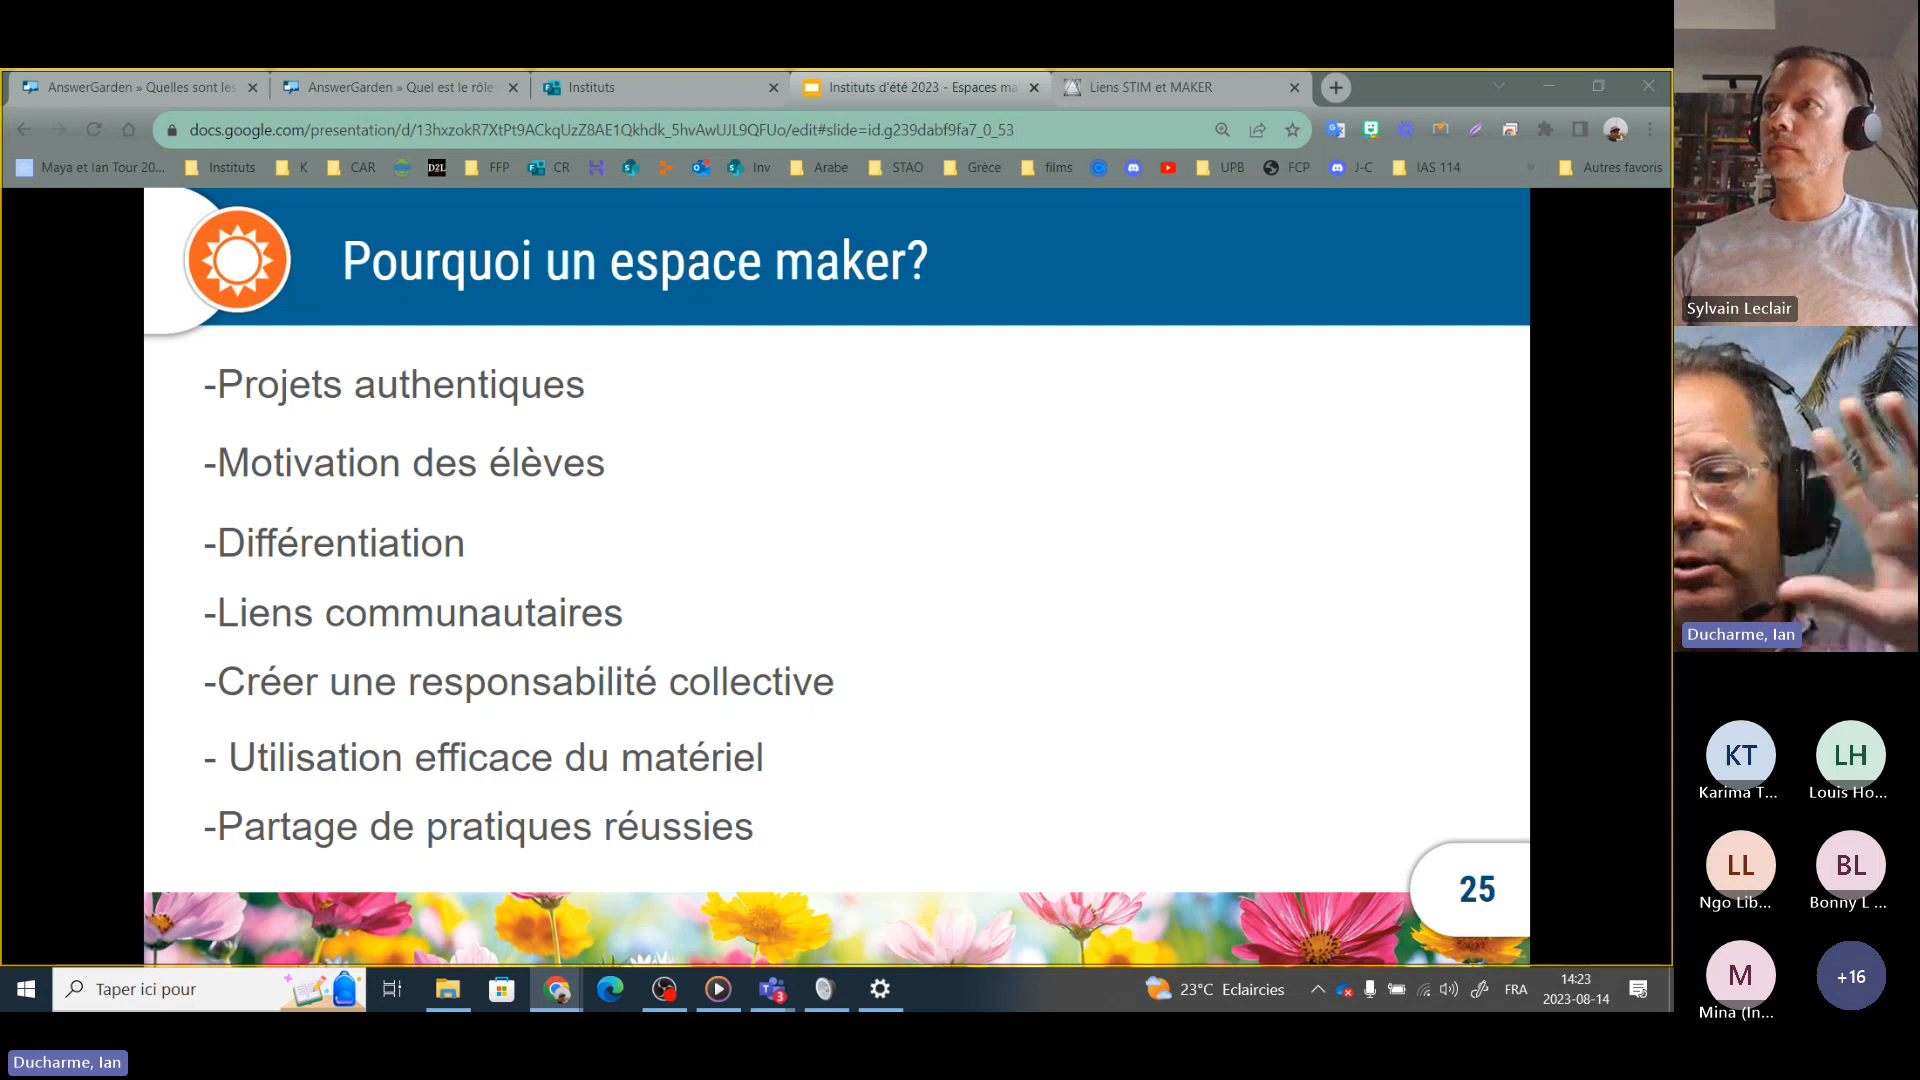 AnswerGarden » Quelles sont les
AnswerGarden » Quel est le rôle
Instituts
Instituts d'été 2023 - Espaces ma
Liens STIM et MAKER
docs.google.com/presentation/d/13hxzokR7XtPt9ACkqUzZ8AE1Qkhdk_5hvAwUJL9QFUo/edit#slide=id.g239dabf9fa7_0_53
Maya et Ian Tour 20...
Instituts
K
CAR
D2L
FFP
CR
Inv
Arabe
STAO
Grèce
films
UPB
FCP
J-C
IAS 114
»
Autres favoris
Pourquoi un espace maker?
-Projets authentiques
-Motivation des élèves
-Différentiation
-Liens communautaires
-Créer une responsabilité collective
- Utilisation efficace du matériel
-Partage de pratiques réussies
25
Taper ici pour
3
23°C Eclaircies
FRA
14:23
2023-08-14
Sylvain Leclair
Ducharme, Ian
KT
Karima T...
LH
Louis Ho...
LL
Ngo Lib...
BL
Bonny L ...
M
Mina (In...
+16
Ducharme, Ian